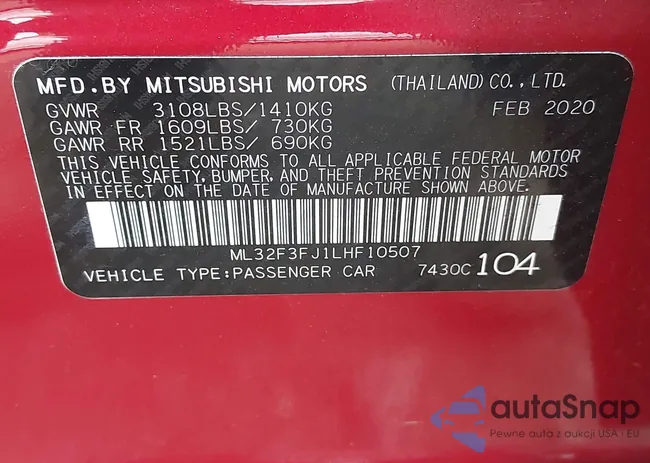 MFD.BY MITSUBISHI MOTORS (THAILAND) CO., LTD.
GVWR 3108LBS/1410KG FEB 2020
GAWR FR 1609LBS/ 730KG
GAWR RR 1521LBS/ 690KG
THIS VEHICLE CONFORMS TO ALL APPLICABLE FEDERAL MOTOR
VEHICLE SAFETY, BUMPER, AND THEFT PREVENTION STANDARDS
IN EFFECT ON THE DATE OF MANUFACTURE SHOWN ABOVE.
ML32F3FJ1LHF10507
VEHICLE TYPE:PASSENGER CAR 7430C 104
autoSnap
Pewne auta z aukcji USA - EU